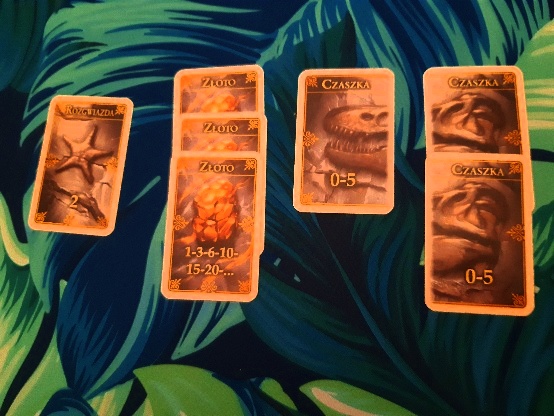 Rozgwiazda
2
Złoto
Złoto
Złoto
1-3-6-10-
15-20-...
Czaszka
0-5
Czaszka
Czaszka
0-5